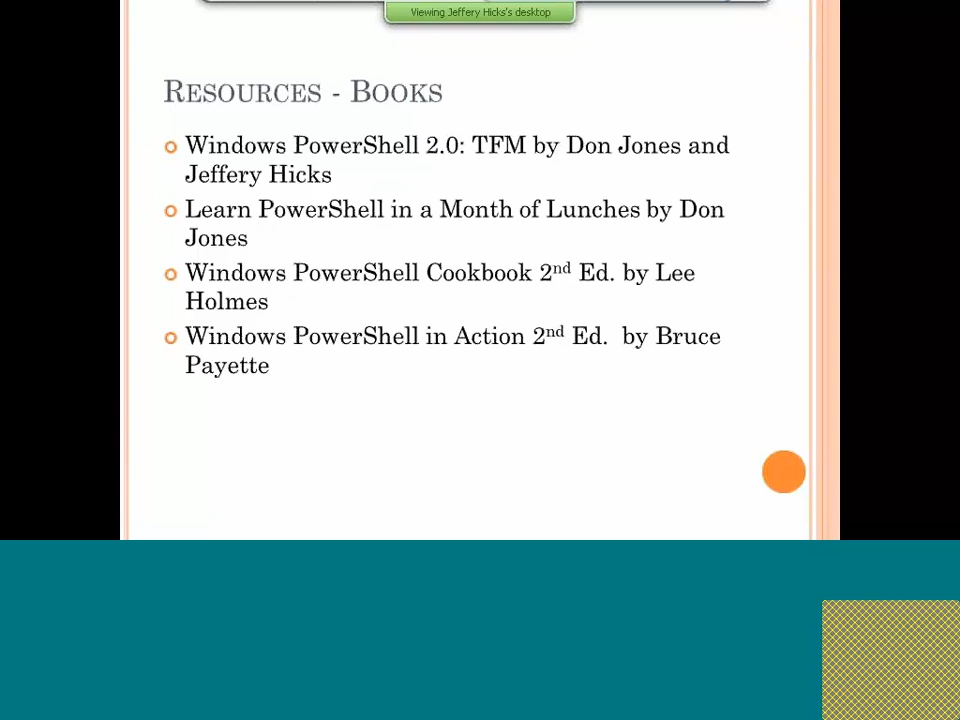 Viewing Jeffery Hicks's desktop
RESOURCES - BOOKS
Windows PowerShell 2.0: TFM by Don Jones and
Jeffery Hicks
Learn PowerShell in a Month of Lunches by Don
Jones
Windows PowerShell Cookbook 2nd Ed. by Lee
Holmes
Windows PowerShell in Action 2nd Ed.  by Bruce
Payette